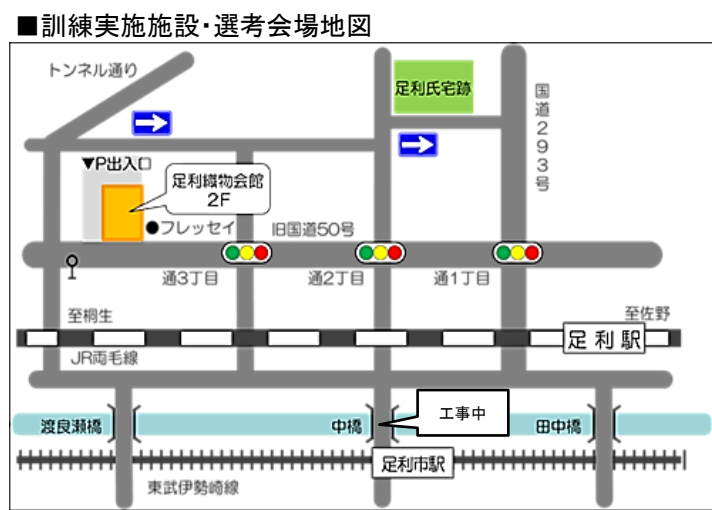 ■訓練実施施設・選考会場地図
トンネル通り
足利氏宅跡
国道293号
▼P出入口
足利織物会館
2F
●フレッセイ
旧国道50号
通3丁目
通2丁目
通1丁目
至桐生
至佐野
足利駅
JR両毛線
工事中
渡良瀬橋
中橋
田中橋
足利市駅
東武伊勢崎線